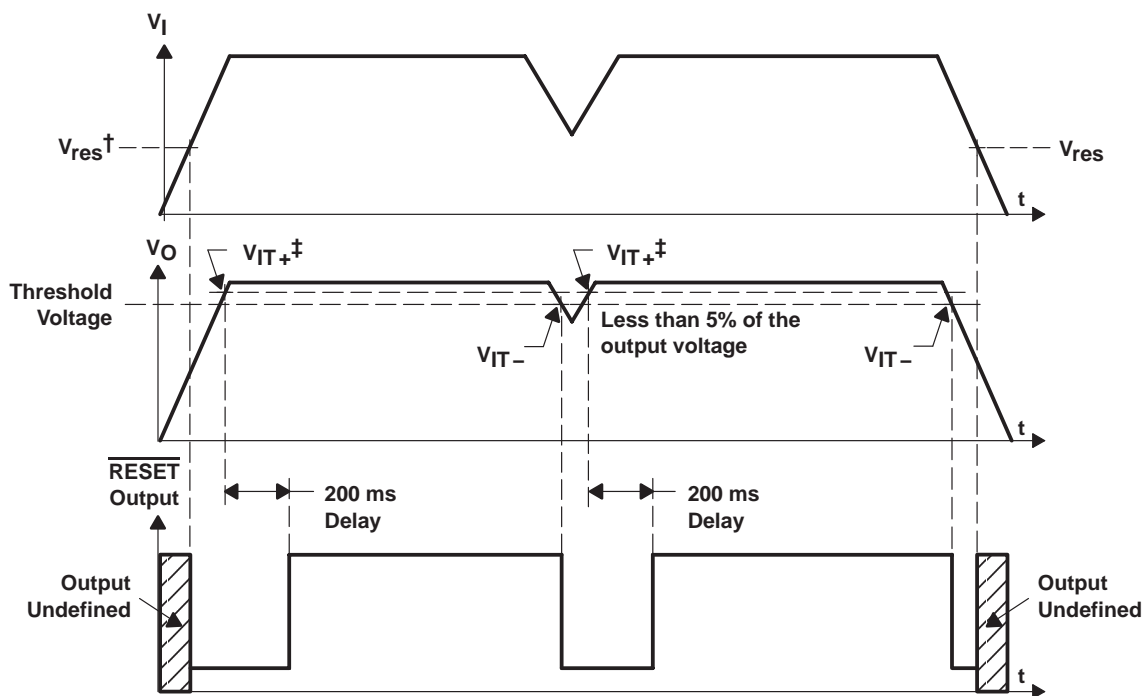 VI
Vres†
Vres
t
VO
VIT+‡
VIT+‡
Threshold
Voltage
Less than 5% of the
output voltage
VIT–
VIT–
t
RESET
Output
200 ms
Delay
200 ms
Delay
Output
Undefined
Output
Undefined
t